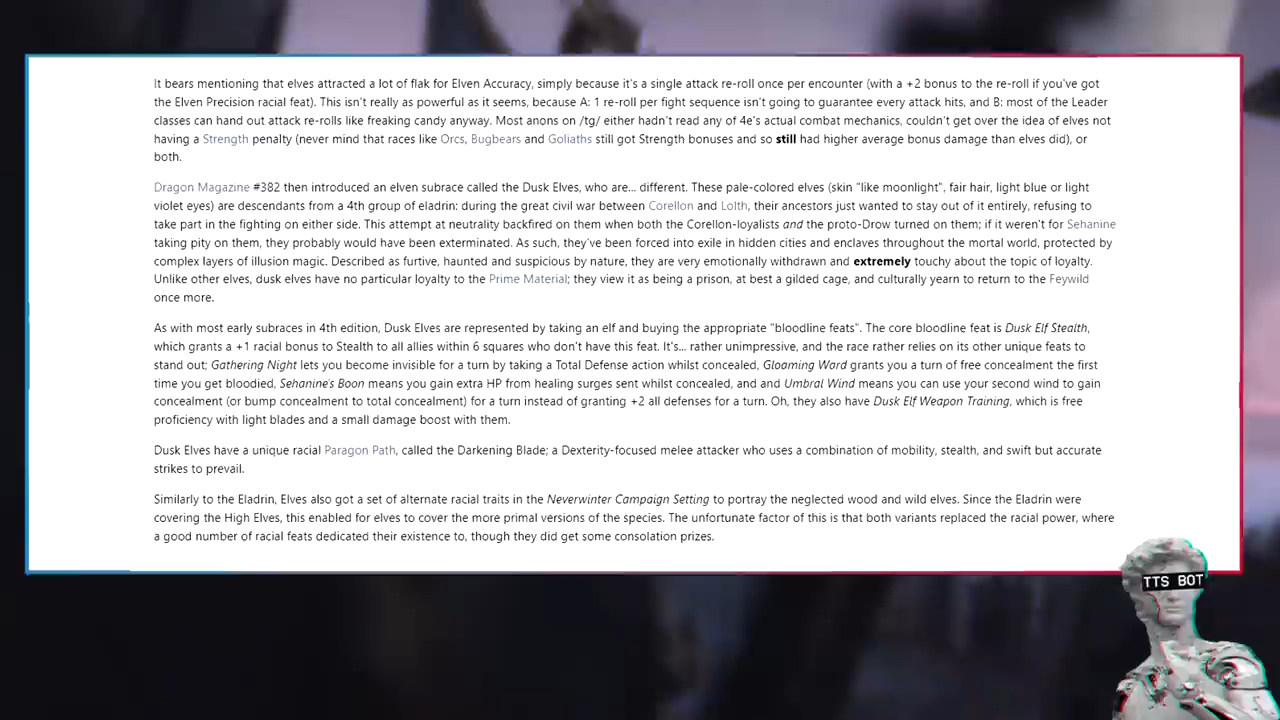 It bears mentioning that elves attracted a lot of flak for Elven Accuracy, simply because it's a single attack re-roll once per encounter (with a +2 bonus to the re-roll if you've got
the Elven Precision racial feat). This isn't really as powerful as it seems, because A: 1 re-roll per fight sequence isn't going to guarantee every attack hits, and B: most of the Leader
classes can hand out attack re-rolls like freaking candy anyway. Most anons on /tg/ either hadn't read any of 4e's actual combat mechanics, couldn't get over the idea of elves not
having a Strength penalty (never mind that races like Orcs, Bugbears and Goliaths still got Strength bonuses and so still had higher average bonus damage than elves did), or
both.
Dragon Magazine #382 then introduced an elven subrace called the Dusk Elves, who are... different. These pale-colored elves (skin "like moonlight", fair hair, light blue or light
violet eyes) are descendants from a 4th group of eladrin: during the great civil war between Corellon and Lolth, their ancestors just wanted to stay out of it entirely, refusing to
take part in the fighting on either side. This attempt at neutrality backfired on them when both the Corellon-loyalists and the proto-Drow turned on them; if it weren't for Sehanine
taking pity on them, they probably would have been exterminated. As such, they've been forced into exile in hidden cities and enclaves throughout the mortal world, protected by
complex layers of illusion magic. Described as furtive, haunted and suspicious by nature, they are very emotionally withdrawn and extremely touchy about the topic of loyalty.
Unlike other elves, dusk elves have no particular loyalty to the Prime Material; they view it as being a prison, at best a gilded cage, and culturally yearn to return to the Feywild
once more.
As with most early subraces in 4th edition, Dusk Elves are represented by taking an elf and buying the appropriate "bloodline feats". The core bloodline feat is Dusk Elf Stealth,
which grants a +1 racial bonus to Stealth to all allies within 6 squares who don't have this feat. It's... rather unimpressive, and the race rather relies on its other unique feats to
stand out; Gathering Night lets you become invisible for a turn by taking a Total Defense action whilst concealed, Gloaming Ward grants you a turn of free concealment the first
time you get bloodied, Sehanine's Boon means you gain extra HP from healing surges sent whilst concealed, and and Umbral Wind means you can use your second wind to gain
concealment (or bump concealment to total concealment) for a turn instead of granting +2 all defenses for a turn. Oh, they also have Dusk Elf Weapon Training, which is free
proficiency with light blades and a small damage boost with them.
Dusk Elves have a unique racial Paragon Path, called the Darkening Blade; a Dexterity-focused melee attacker who uses a combination of mobility, stealth, and swift but accurate
strikes to prevail.
Similarly to the Eladrin, Elves also got a set of alternate racial traits in the Neverwinter Campaign Setting to portray the neglected wood and wild elves. Since the Eladrin were
covering the High Elves, this enabled for elves to cover the more primal versions of the species. The unfortunate factor of this is that both variants replaced the racial power, where
a good number of racial feats dedicated their existence to, though they did get some consolation prizes.
TTS BOT